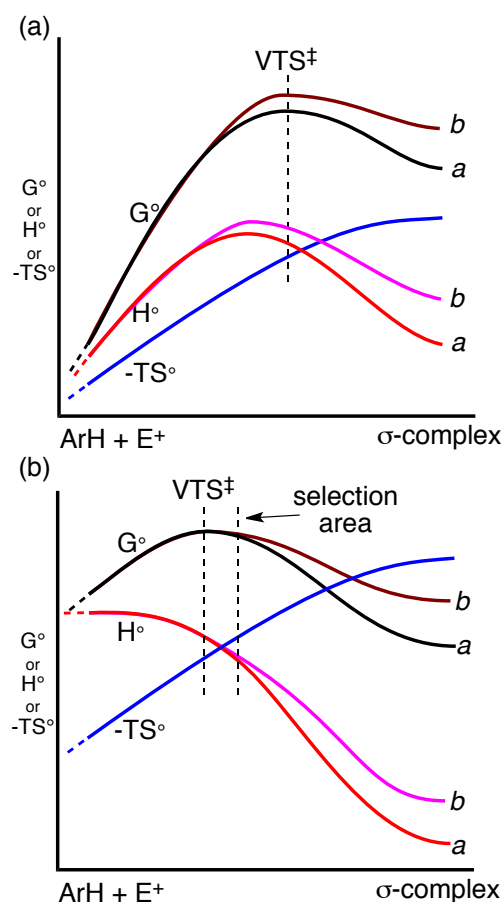 (a)
VTS‡
b
a
G°
G°
or
H°
or
-TS°
H°
b
a
-TS°
ArH + E⁺
σ-complex
(b)
VTS‡
selection
area
G°
b
a
H°
G°
or
H°
or
-TS°
-TS°
b
a
ArH + E⁺
σ-complex